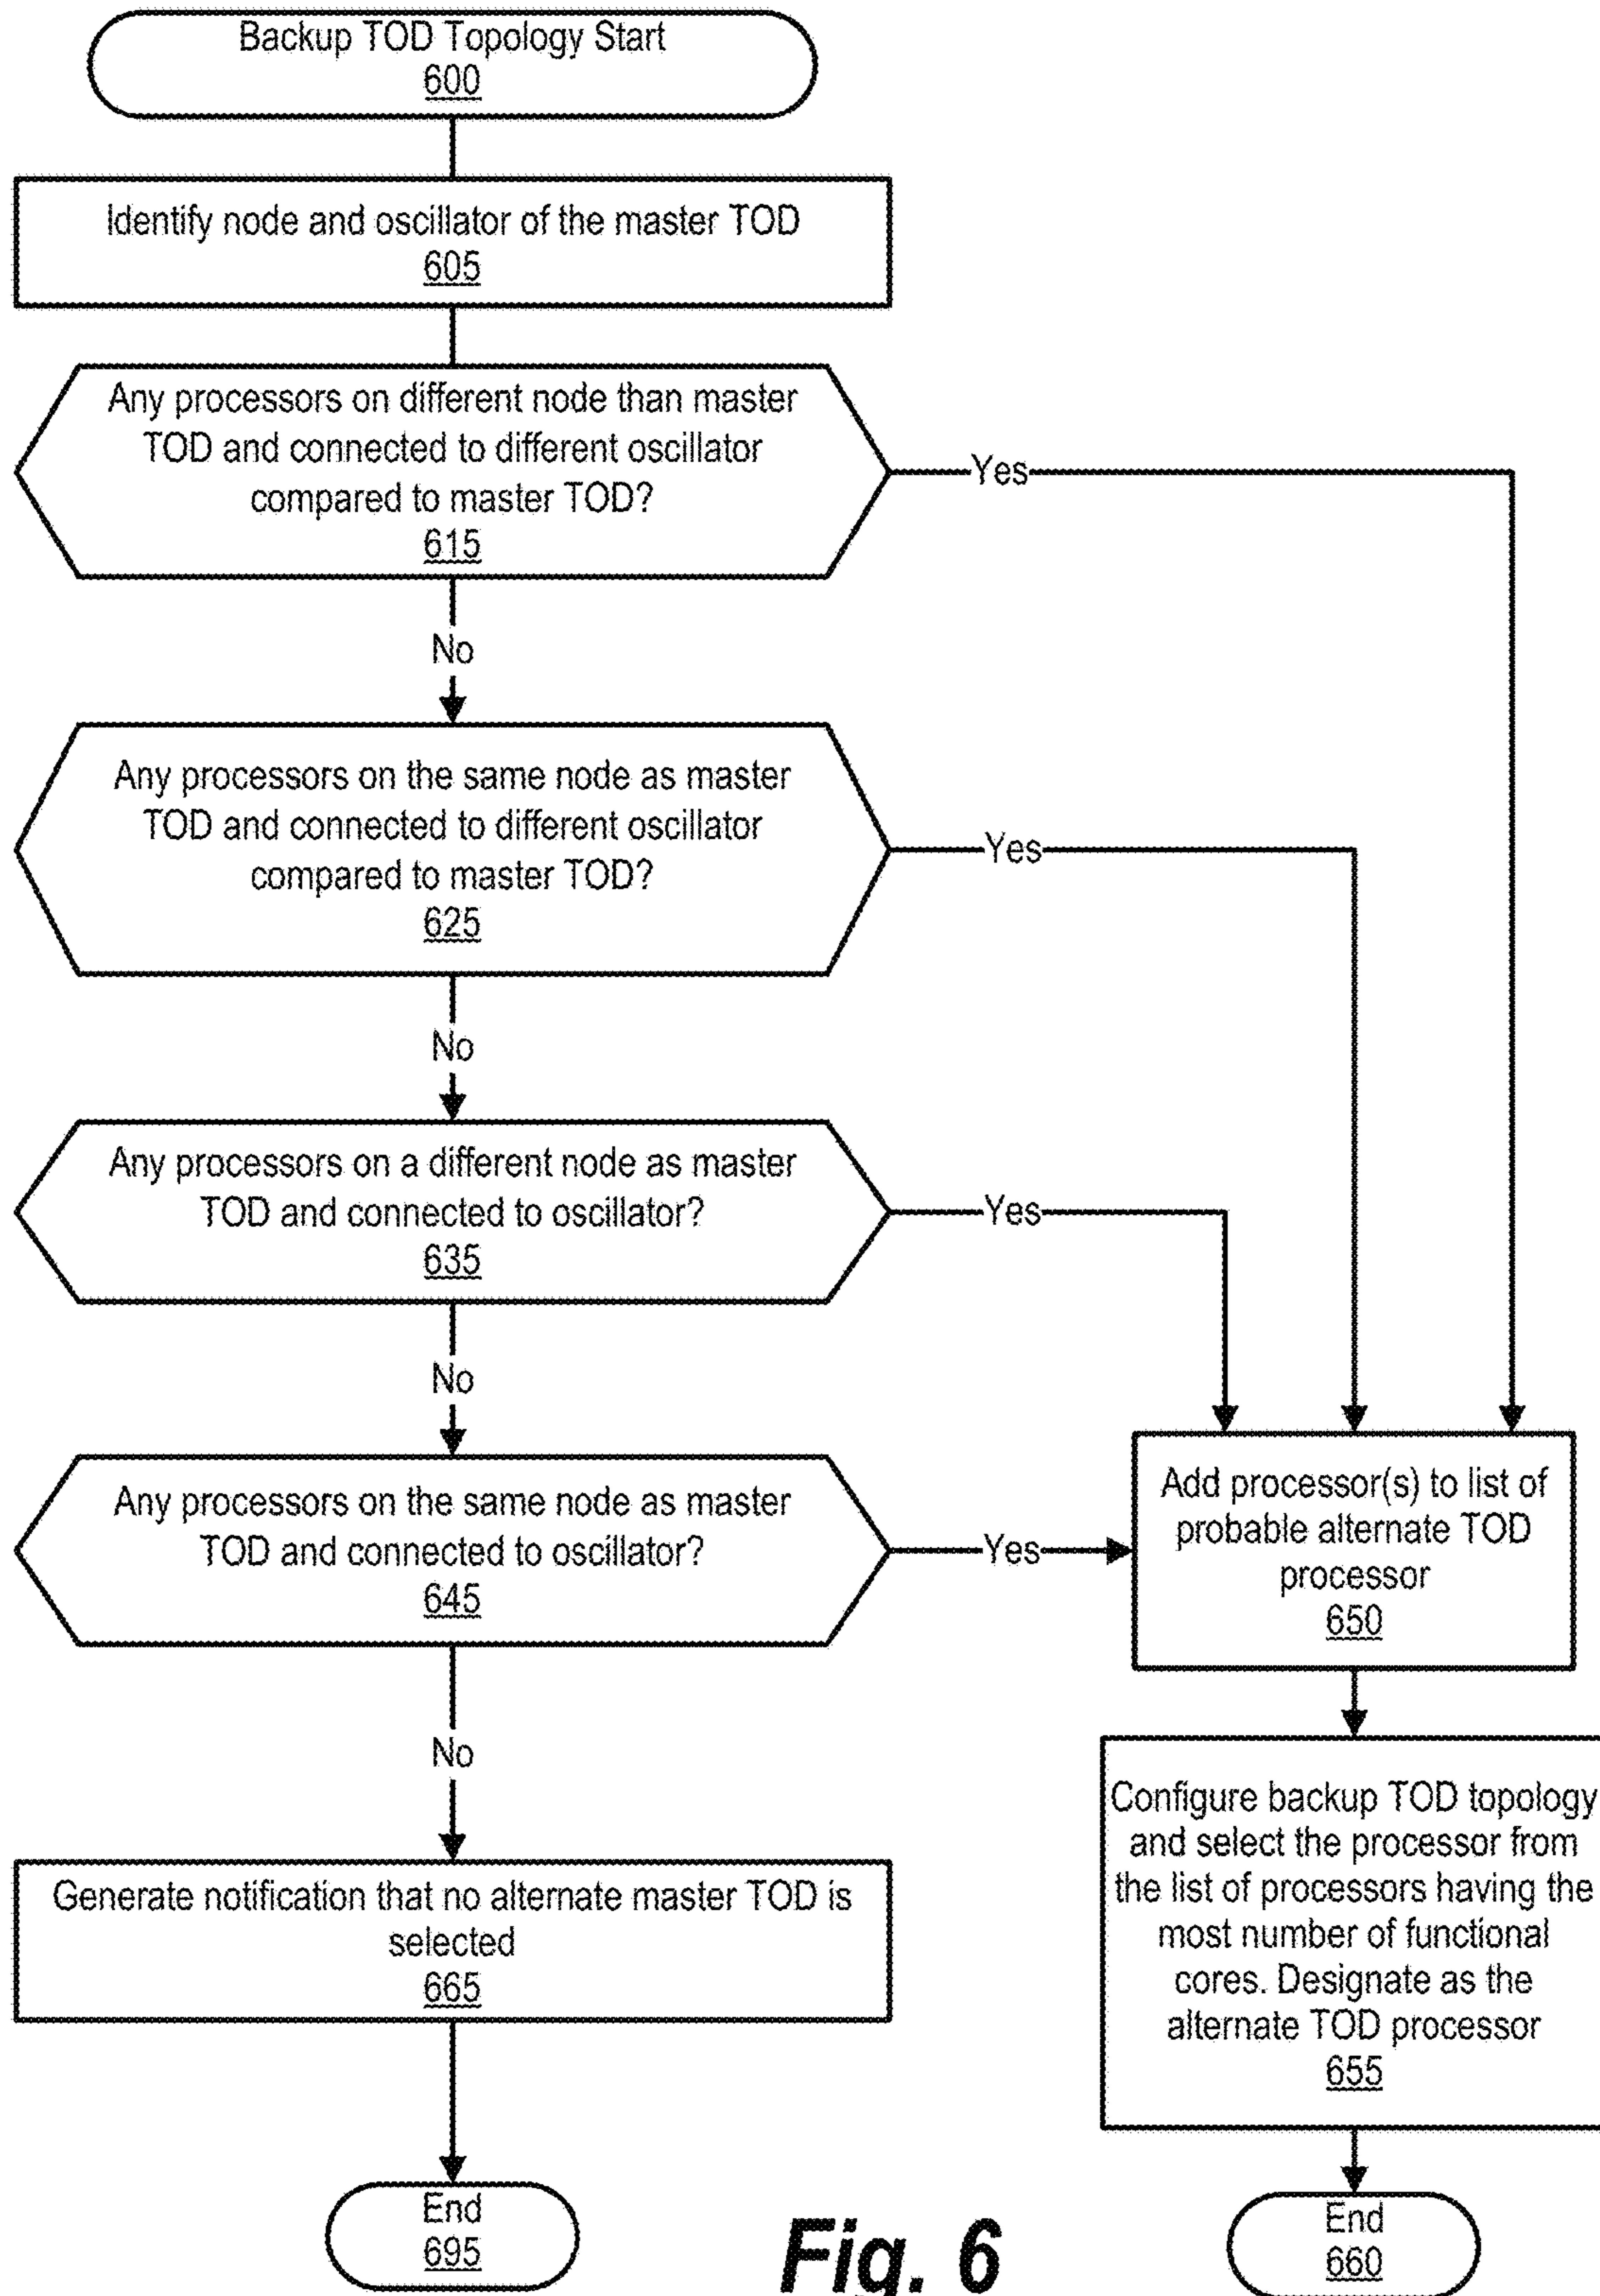 Backup TOD Topology Start
600
Identify node and oscillator of the master TOD
605
Any processors on different node than master
TOD and connected to different oscillator
compared to master TOD?
615
Yes
No
Any processors on the same node as master
TOD and connected to different oscillator
compared to master TOD?
625
Yes
No
Any processors on a different node as master
TOD and connected to oscillator?
635
Yes
No
Any processors on the same node as master
TOD and connected to oscillator?
645
Yes
Add processor(s) to list of
probable alternate TOD
processor
650
No
Configure backup TOD topology
and select the processor from
the list of processors having the
most number of functional
cores. Designate as the
alternate TOD processor
655
Generate notification that no alternate master TOD is
selected
665
End
695
End
660
Fig. 6